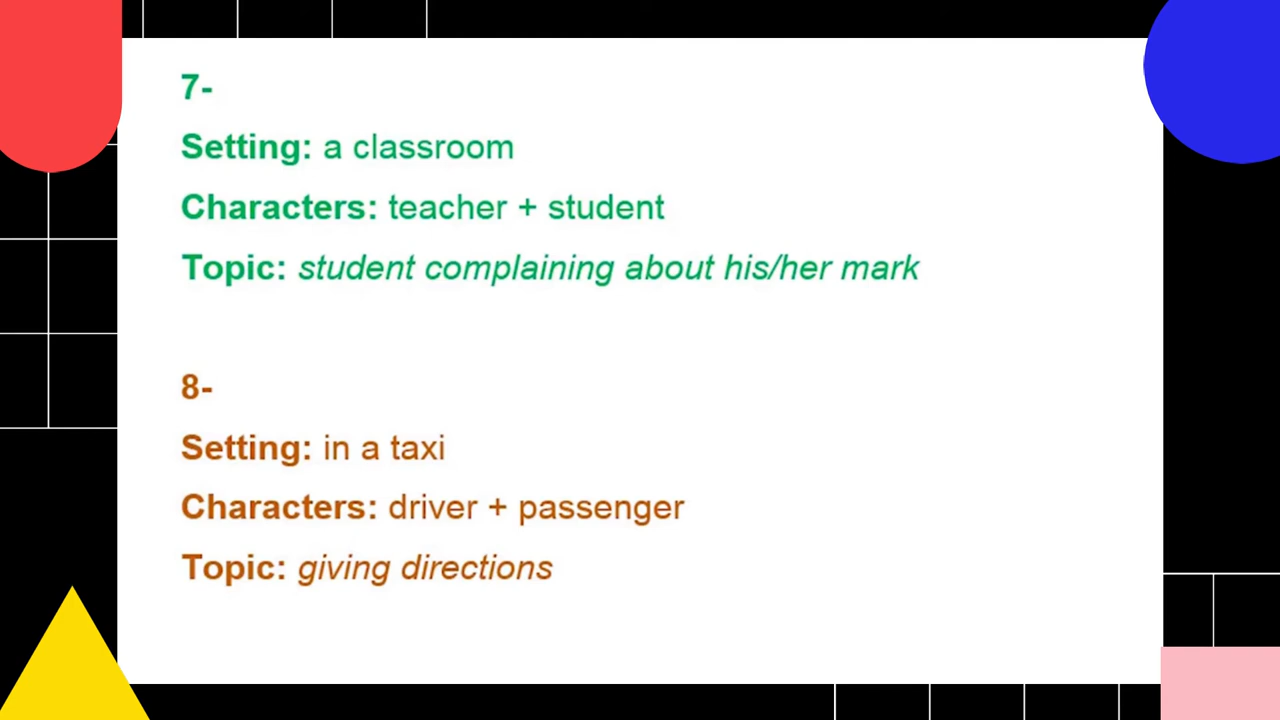 7-
Setting: a classroom
Characters: teacher + student
Topic: student complaining about his/her mark
8-
Setting: in a taxi
Characters: driver + passenger
Topic: giving directions